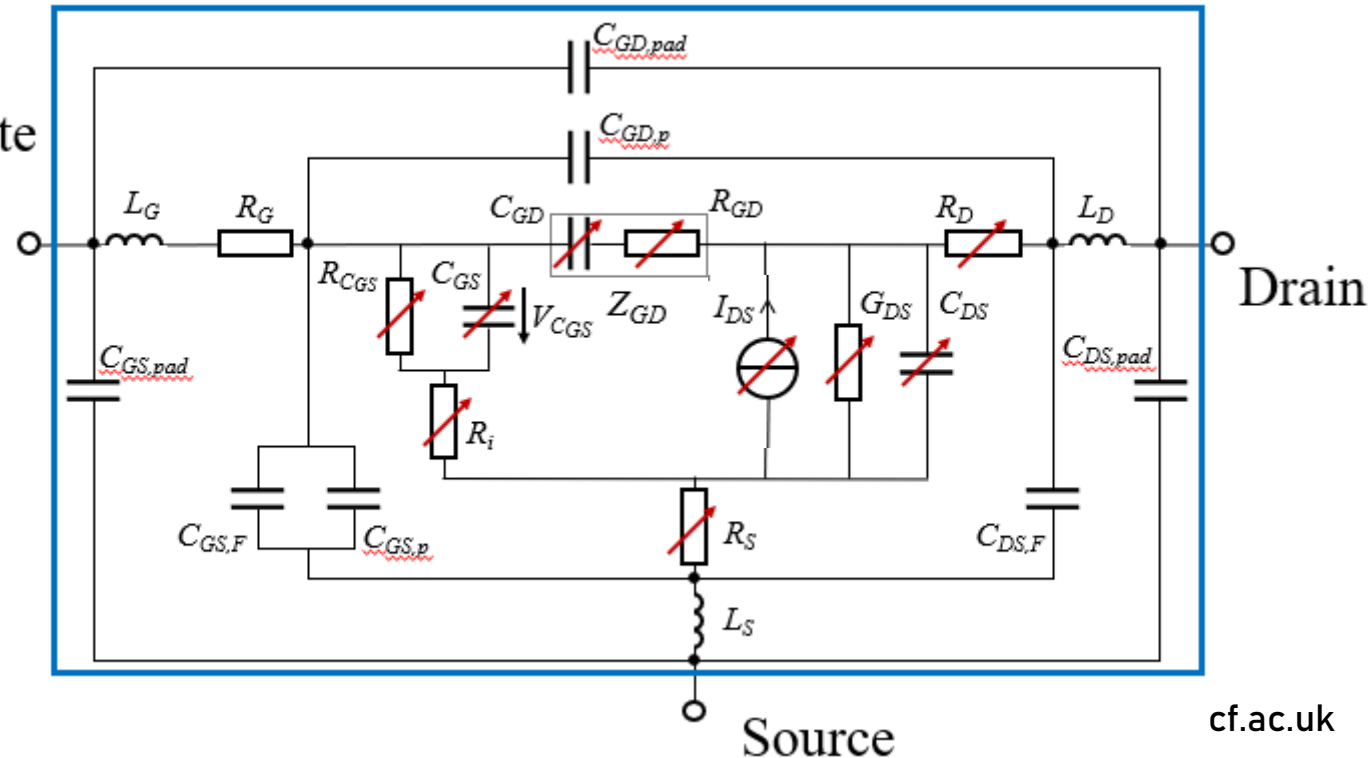 C_GD,pad
te
C_GD,p
L_G R_G C_GD R_GD R_D L_D
R_CGS C_GS V_CGS Z_GD I_DS G_DS C_DS Drain
C_GS,pad C_DS,pad
R_i
C_GS,F C_GS,p R_S C_DS,F
L_S
Source
cf.ac.uk